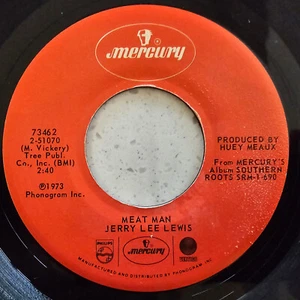 mercury
73462
2-51070
(M. Vickery)
Tree Publ.
Co., Inc. (BMI)
2:40
℗1973
Phonogram Inc.
PRODUCED BY
HUEY MEAUX
From MERCURY'S
Album SOUTHERN
ROOTS SRM-1-690
MEAT MAN
JERRY LEE LEWIS
PHILIPS
mercury
MANUFACTURED AND DISTRIBUTED BY PHONOGRAM, INC.